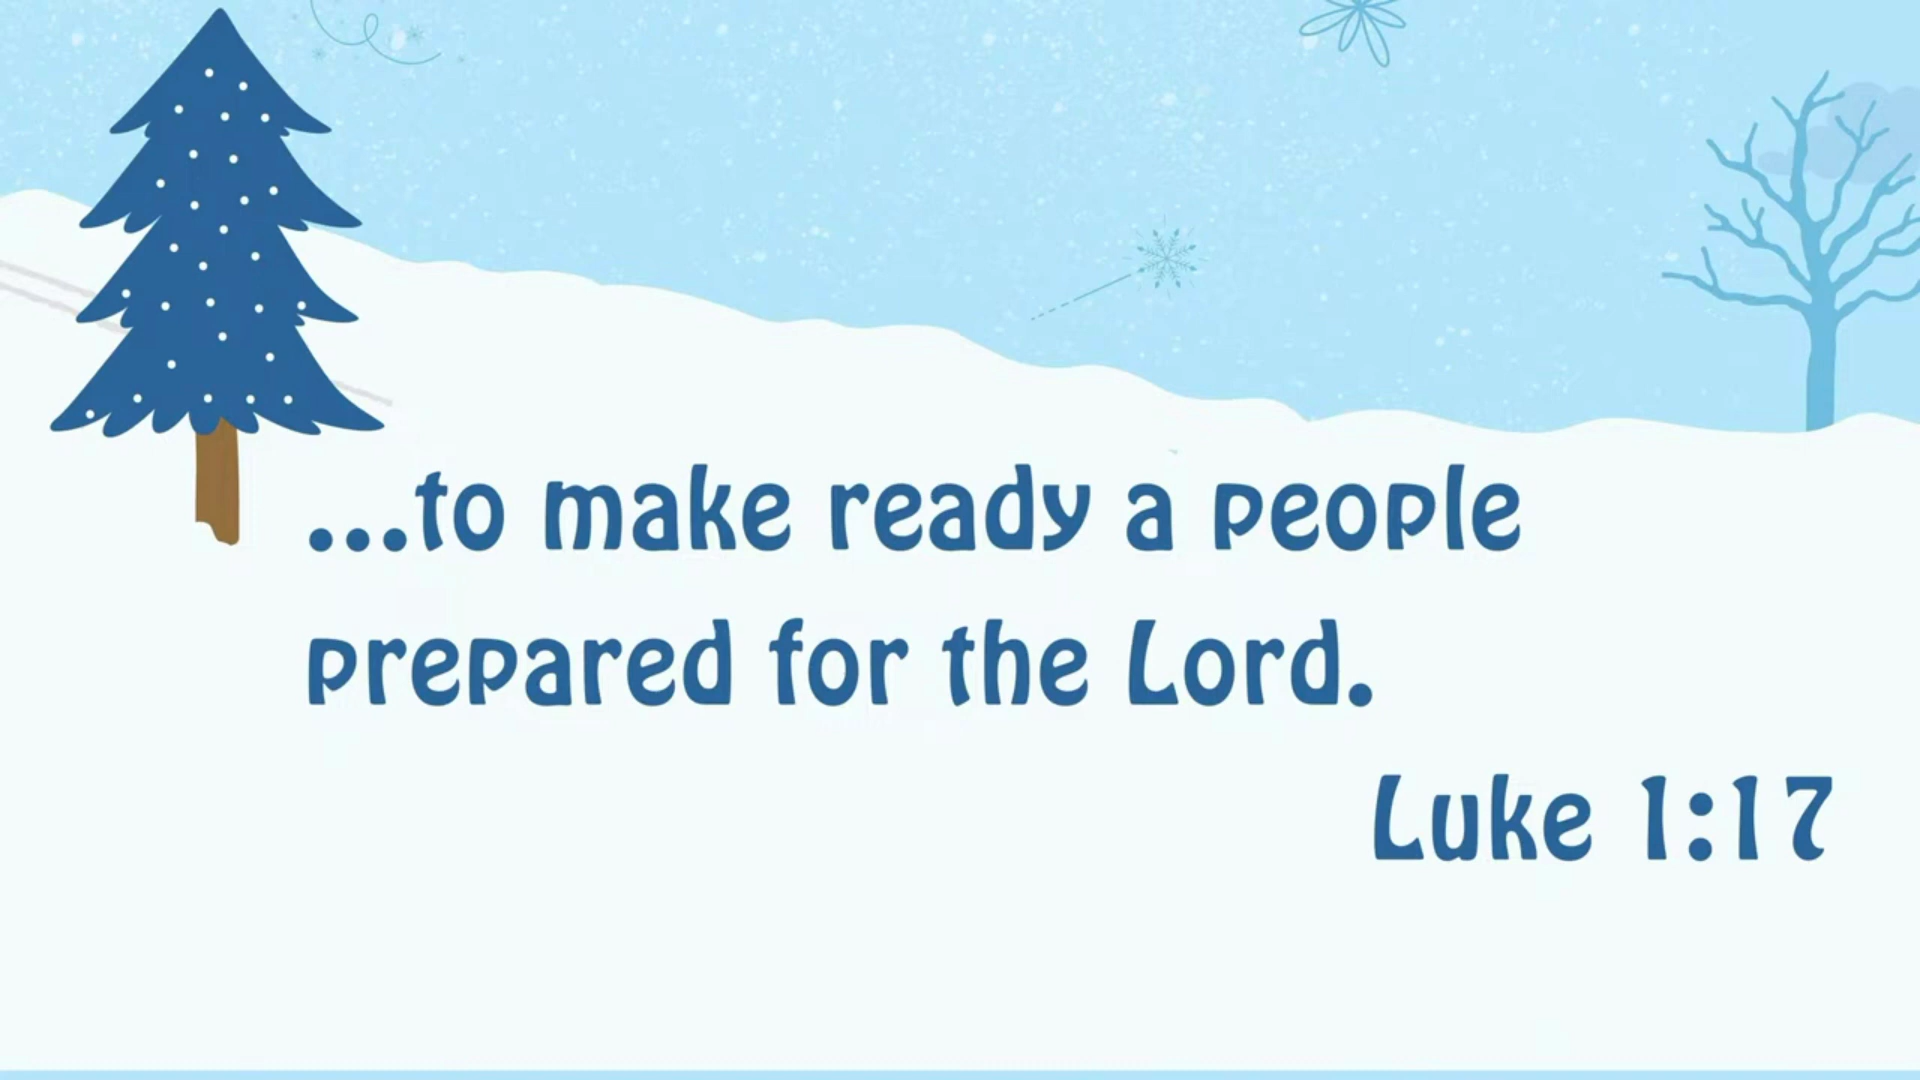 ...to make ready a people
prepared for the Lord.
Luke 1:17